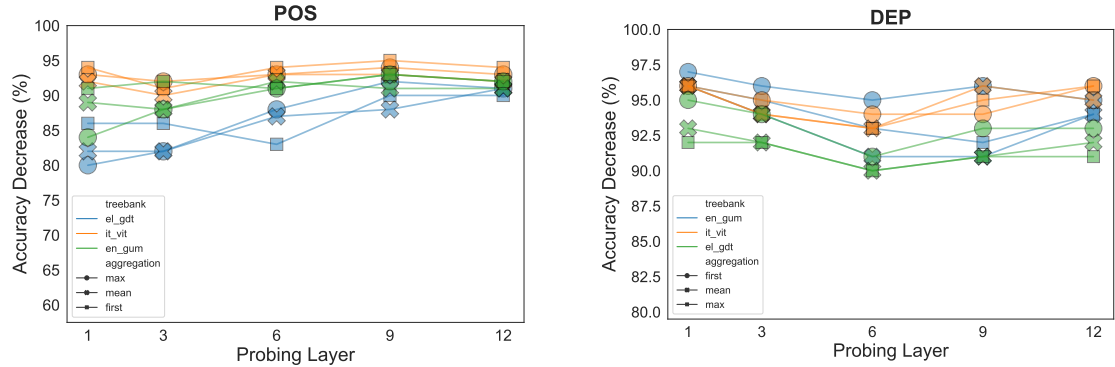 POS
Accuracy Decrease (%)
100
95
90
85
80
75
70
65
60
treebank
el_gdt
it_vit
en_gum
aggregation
max
mean
first
1 3 6 9 12
Probing Layer
DEP
Accuracy Decrease (%)
100.0
97.5
95.0
92.5
90.0
87.5
85.0
82.5
80.0
treebank
en_gum
it_vit
el_gdt
aggregation
first
mean
max
1 3 6 9 12
Probing Layer